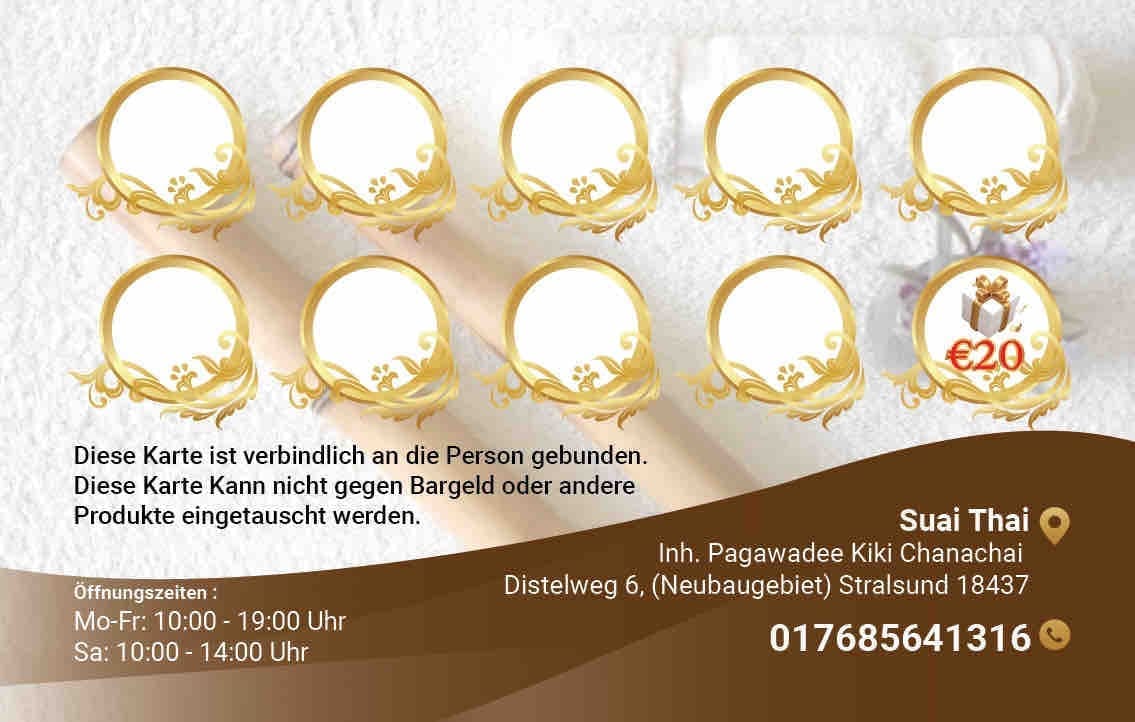 €20
Diese Karte ist verbindlich an die Person gebunden.
Diese Karte Kann nicht gegen Bargeld oder andere
Produkte eingetauscht werden.
Suai Thai
Inh. Pagawadee Kiki Chanachai
Distelweg 6, (Neubaugebiet) Stralsund 18437
Öffnungszeiten :
Mo-Fr: 10:00 - 19:00 Uhr
Sa: 10:00 - 14:00 Uhr
017685641316